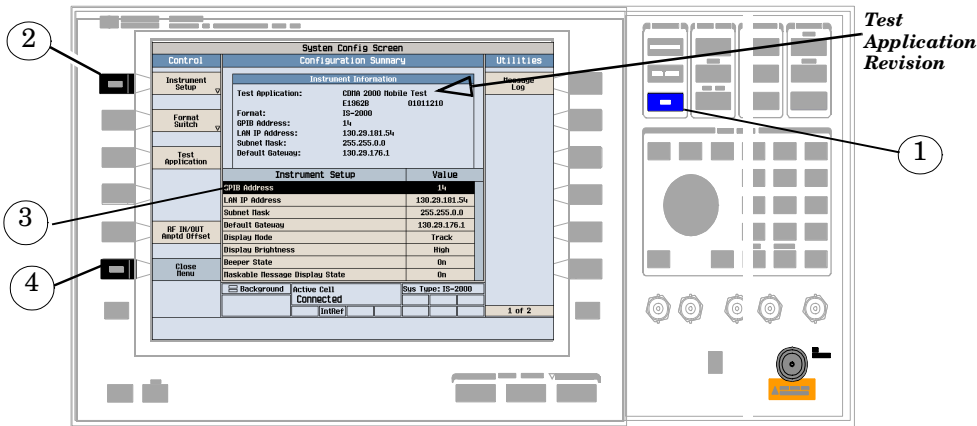 2
Test
Application
Revision
System Config Screen
Control
Configuration Summary
Utilities
Instrument
Setup
Instrument Information
Message
Log
Test Application: CDMA 2000 Mobile Test
E1962B 01011210
Format: IS-2000
GPIB Address: 14
LAN IP Address: 130.29.181.54
Subnet Mask: 255.255.0.0
Default Gateway: 130.29.176.1
Format
Switch
Test
Application
1
Instrument Setup Value
GPIB Address 14
LAN IP Address 130.29.181.54
Subnet Mask 255.255.0.0
Default Gateway 130.29.176.1
Display Mode Track
Display Brightness High
Beeper State On
Maskable Message Display State On
3
RF IN/OUT
Amptd Offset
4
Close
Menu
Background
Active Cell
Connected
Sys Type: IS-2000
IntRef
1 of 2